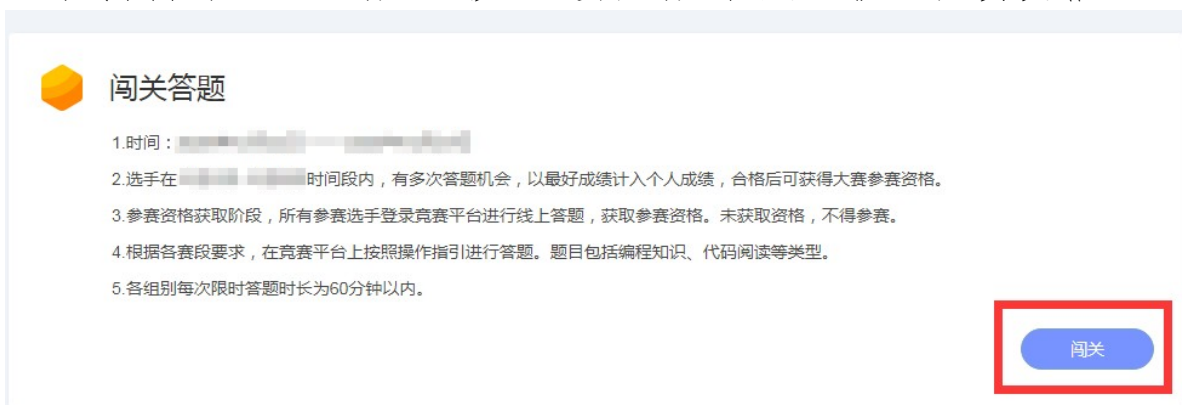 闯关答题
1.时间：
2.选手在时间段内，有多次答题机会，以最好成绩计入个人成绩，合格后可获得大赛参赛资格。
3.参赛资格获取阶段，所有参赛选手登录竞赛平台进行线上答题，获取参赛资格。未获取资格，不得参赛。
4.根据各赛段要求，在竞赛平台上按照操作指引进行答题。题目包括编程知识、代码阅读等类型。
5.各组别每次限时答题时长为60分钟以内。
闯关